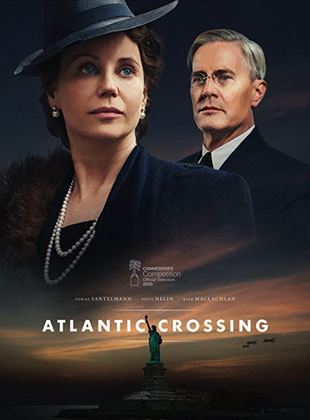 CANNESERIES
Competition
Official Selection
2020
TOBIAS SANTELMANN SOFIA HELIN KYLE MACLACHLAN
ATLANTIC CROSSING